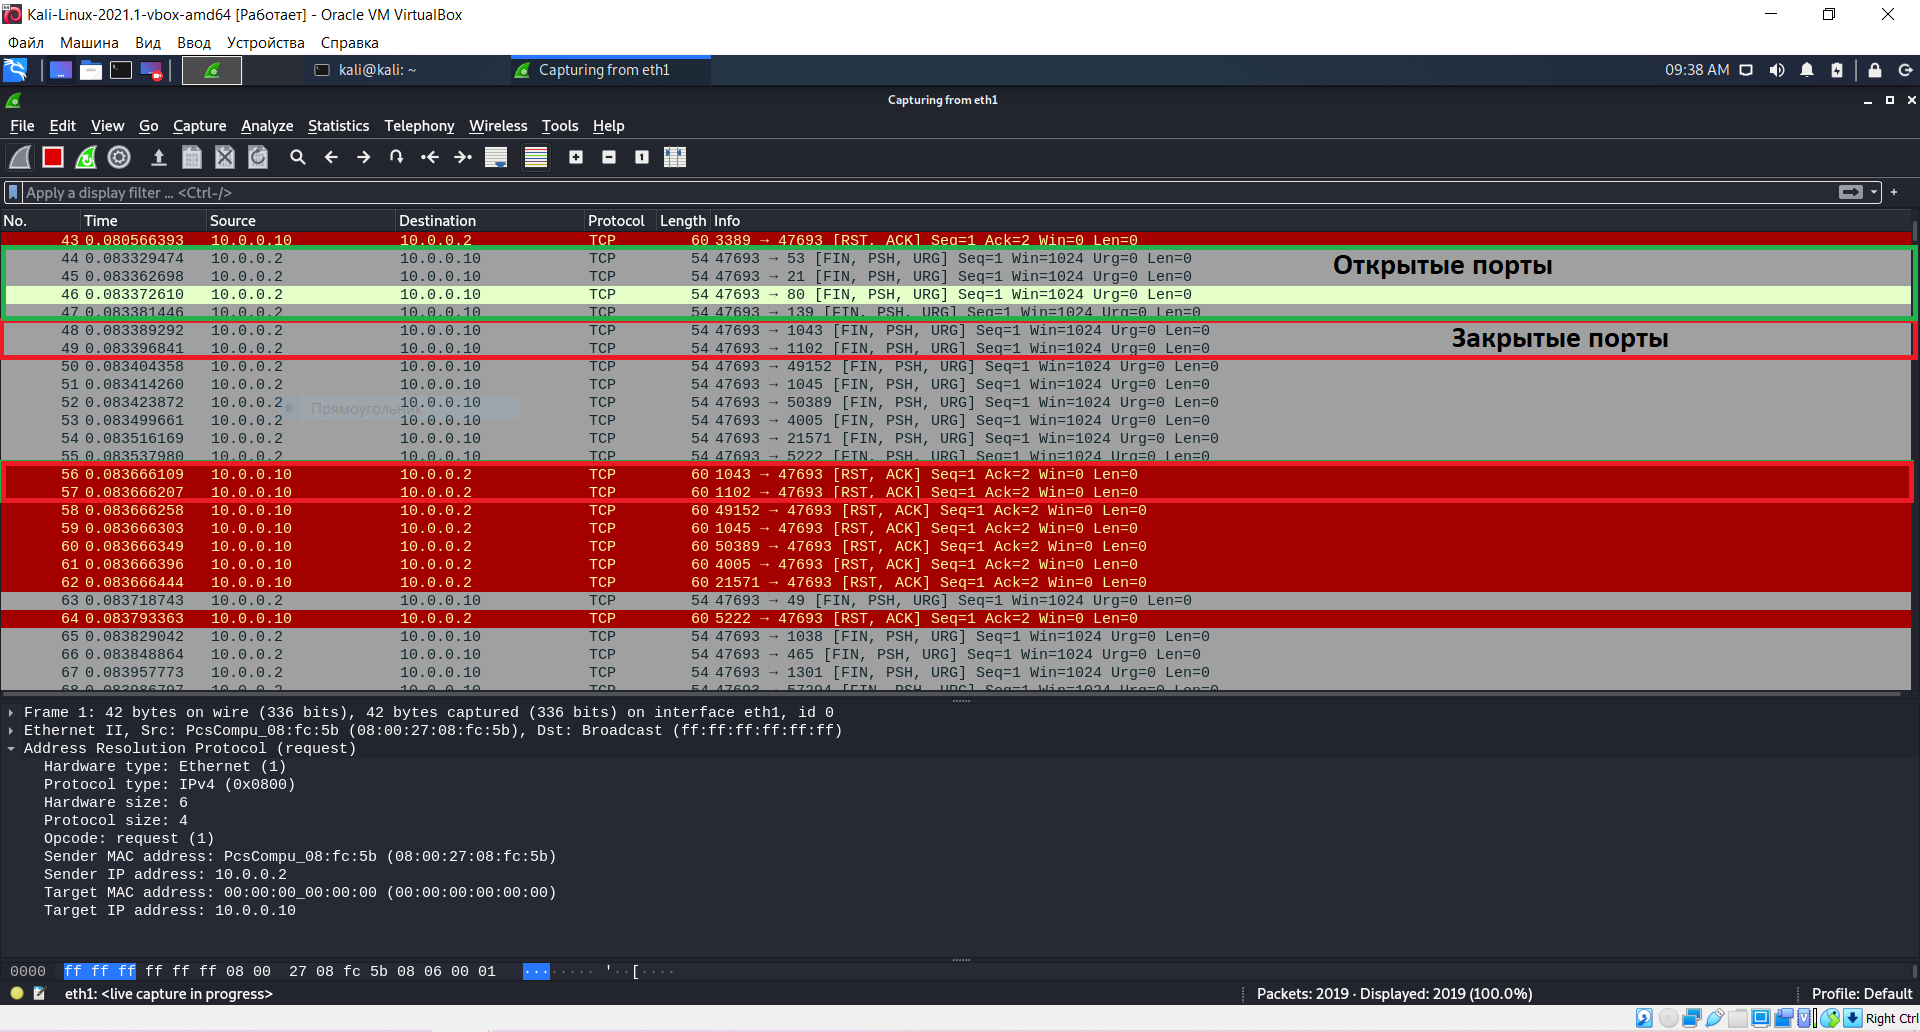 Kali-Linux-2021.1-vbox-amd64 [Работает] - Oracle VM VirtualBox
Файл Машина Вид Ввод Устройства Справка
kali@kali: ~ Capturing from eth1 09:38 AM
Capturing from eth1
File Edit View Go Capture Analyze Statistics Telephony Wireless Tools Help
Apply a display filter ... <Ctrl-/>
No. Time Source Destination Protocol Length Info
43 0.080566393 10.0.0.10 10.0.0.2 TCP 60 3389 → 47693 [RST, ACK] Seq=1 Ack=2 Win=0 Len=0
44 0.083329474 10.0.0.2 10.0.0.10 TCP 54 47693 → 53 [FIN, PSH, URG] Seq=1 Win=1024 Urg=0 Len=0
Открытые порты
45 0.083362698 10.0.0.2 10.0.0.10 TCP 54 47693 → 21 [FIN, PSH, URG] Seq=1 Win=1024 Urg=0 Len=0
46 0.083372610 10.0.0.2 10.0.0.10 TCP 54 47693 → 80 [FIN, PSH, URG] Seq=1 Win=1024 Urg=0 Len=0
47 0.083381446 10.0.0.2 10.0.0.10 TCP 54 47693 → 139 [FIN, PSH, URG] Seq=1 Win=1024 Urg=0 Len=0
48 0.083389292 10.0.0.2 10.0.0.10 TCP 54 47693 → 1043 [FIN, PSH, URG] Seq=1 Win=1024 Urg=0 Len=0
Закрытые порты
49 0.083396841 10.0.0.2 10.0.0.10 TCP 54 47693 → 1102 [FIN, PSH, URG] Seq=1 Win=1024 Urg=0 Len=0
50 0.083404358 10.0.0.2 10.0.0.10 TCP 54 47693 → 49152 [FIN, PSH, URG] Seq=1 Win=1024 Urg=0 Len=0
51 0.083414260 10.0.0.2 10.0.0.10 TCP 54 47693 → 1045 [FIN, PSH, URG] Seq=1 Win=1024 Urg=0 Len=0
52 0.083423872 10.0.0.2 10.0.0.10 TCP 54 47693 → 50389 [FIN, PSH, URG] Seq=1 Win=1024 Urg=0 Len=0
Прямоугольник
53 0.083499661 10.0.0.2 10.0.0.10 TCP 54 47693 → 4005 [FIN, PSH, URG] Seq=1 Win=1024 Urg=0 Len=0
54 0.083516169 10.0.0.2 10.0.0.10 TCP 54 47693 → 21571 [FIN, PSH, URG] Seq=1 Win=1024 Urg=0 Len=0
55 0.083537980 10.0.0.2 10.0.0.10 TCP 54 47693 → 5222 [FIN, PSH, URG] Seq=1 Win=1024 Urg=0 Len=0
56 0.083666109 10.0.0.10 10.0.0.2 TCP 60 1043 → 47693 [RST, ACK] Seq=1 Ack=2 Win=0 Len=0
57 0.083666207 10.0.0.10 10.0.0.2 TCP 60 1102 → 47693 [RST, ACK] Seq=1 Ack=2 Win=0 Len=0
58 0.083666258 10.0.0.10 10.0.0.2 TCP 60 49152 → 47693 [RST, ACK] Seq=1 Ack=2 Win=0 Len=0
59 0.083666303 10.0.0.10 10.0.0.2 TCP 60 1045 → 47693 [RST, ACK] Seq=1 Ack=2 Win=0 Len=0
60 0.083666349 10.0.0.10 10.0.0.2 TCP 60 50389 → 47693 [RST, ACK] Seq=1 Ack=2 Win=0 Len=0
61 0.083666396 10.0.0.10 10.0.0.2 TCP 60 4005 → 47693 [RST, ACK] Seq=1 Ack=2 Win=0 Len=0
62 0.083666444 10.0.0.10 10.0.0.2 TCP 60 21571 → 47693 [RST, ACK] Seq=1 Ack=2 Win=0 Len=0
63 0.083718743 10.0.0.2 10.0.0.10 TCP 54 47693 → 49 [FIN, PSH, URG] Seq=1 Win=1024 Urg=0 Len=0
64 0.083793363 10.0.0.10 10.0.0.2 TCP 60 5222 → 47693 [RST, ACK] Seq=1 Ack=2 Win=0 Len=0
65 0.083829042 10.0.0.2 10.0.0.10 TCP 54 47693 → 1038 [FIN, PSH, URG] Seq=1 Win=1024 Urg=0 Len=0
66 0.083848864 10.0.0.2 10.0.0.10 TCP 54 47693 → 465 [FIN, PSH, URG] Seq=1 Win=1024 Urg=0 Len=0
67 0.083957773 10.0.0.2 10.0.0.10 TCP 54 47693 → 1301 [FIN, PSH, URG] Seq=1 Win=1024 Urg=0 Len=0
68 0.083986797 10.0.0.2 10.0.0.10 TCP 54 47693 → 57294 [FIN, PSH, URG] Seq=1 Win=1024 Urg=0 Len=0
Frame 1: 42 bytes on wire (336 bits), 42 bytes captured (336 bits) on interface eth1, id 0
Ethernet II, Src: PcsCompu_08:fc:5b (08:00:27:08:fc:5b), Dst: Broadcast (ff:ff:ff:ff:ff:ff)
Address Resolution Protocol (request)
Hardware type: Ethernet (1)
Protocol type: IPv4 (0x0800)
Hardware size: 6
Protocol size: 4
Opcode: request (1)
Sender MAC address: PcsCompu_08:fc:5b (08:00:27:08:fc:5b)
Sender IP address: 10.0.0.2
Target MAC address: 00:00:00_00:00:00 (00:00:00:00:00:00)
Target IP address: 10.0.0.10
0000 ff ff ff ff ff ff 08 00 27 08 fc 5b 08 06 00 01 ········ '··[····
eth1: <live capture in progress> Packets: 2019 · Displayed: 2019 (100.0%) Profile: Default
Right Ctrl